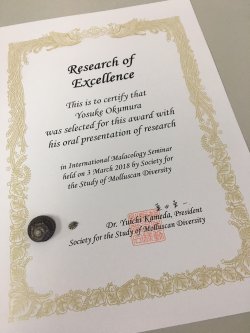 Research of
Excellence
This is to certify that
Yosuke Okumura
was selected for this award with
his oral presentation of research
in International Malacology Seminar
held on 3 March 2018 by Society for
the Study of Molluscan Diversity
Dr. Yuichi Kameda, President
Society for the Study of Molluscan Diversity